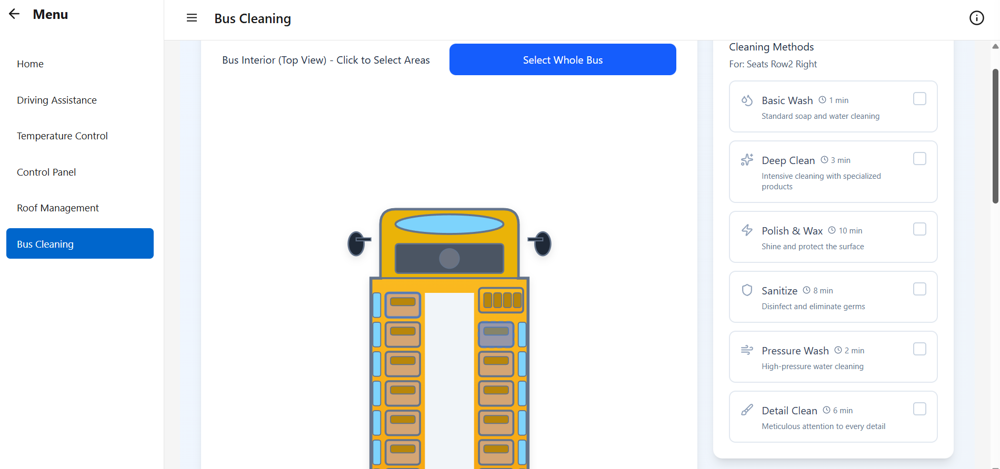 Menu
Home
Driving Assistance
Temperature Control
Control Panel
Roof Management
Bus Cleaning
Bus Cleaning
Bus Interior (Top View) - Click to Select Areas
Select Whole Bus
Cleaning Methods
For: Seats Row2 Right
Basic Wash 1 min
Standard soap and water cleaning
Deep Clean 3 min
Intensive cleaning with specialized
products
Polish & Wax 10 min
Shine and protect the surface
Sanitize 8 min
Disinfect and eliminate germs
Pressure Wash 2 min
High-pressure water cleaning
Detail Clean 6 min
Meticulous attention to every detail